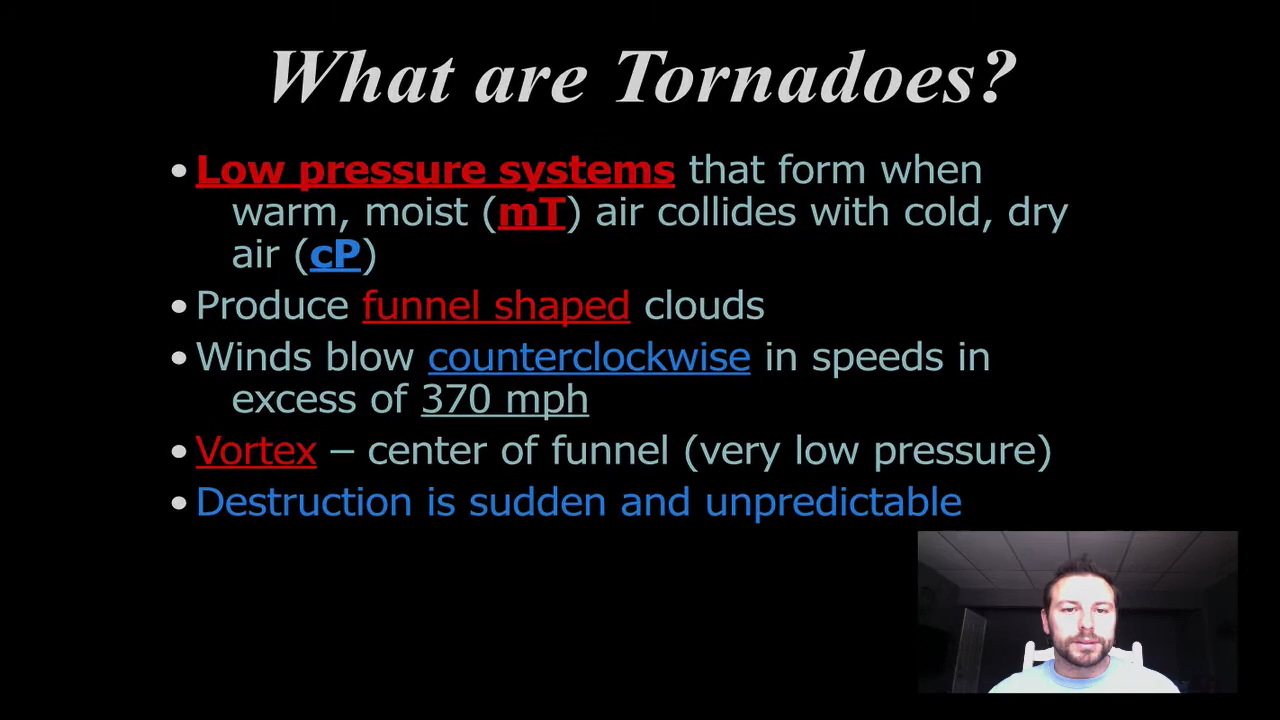 What are Tornadoes?
•Low pressure systems that form when
warm, moist (mT) air collides with cold, dry
air (cP)
•Produce funnel shaped clouds
•Winds blow counterclockwise in speeds in
excess of 370 mph
•Vortex – center of funnel (very low pressure)
•Destruction is sudden and unpredictable